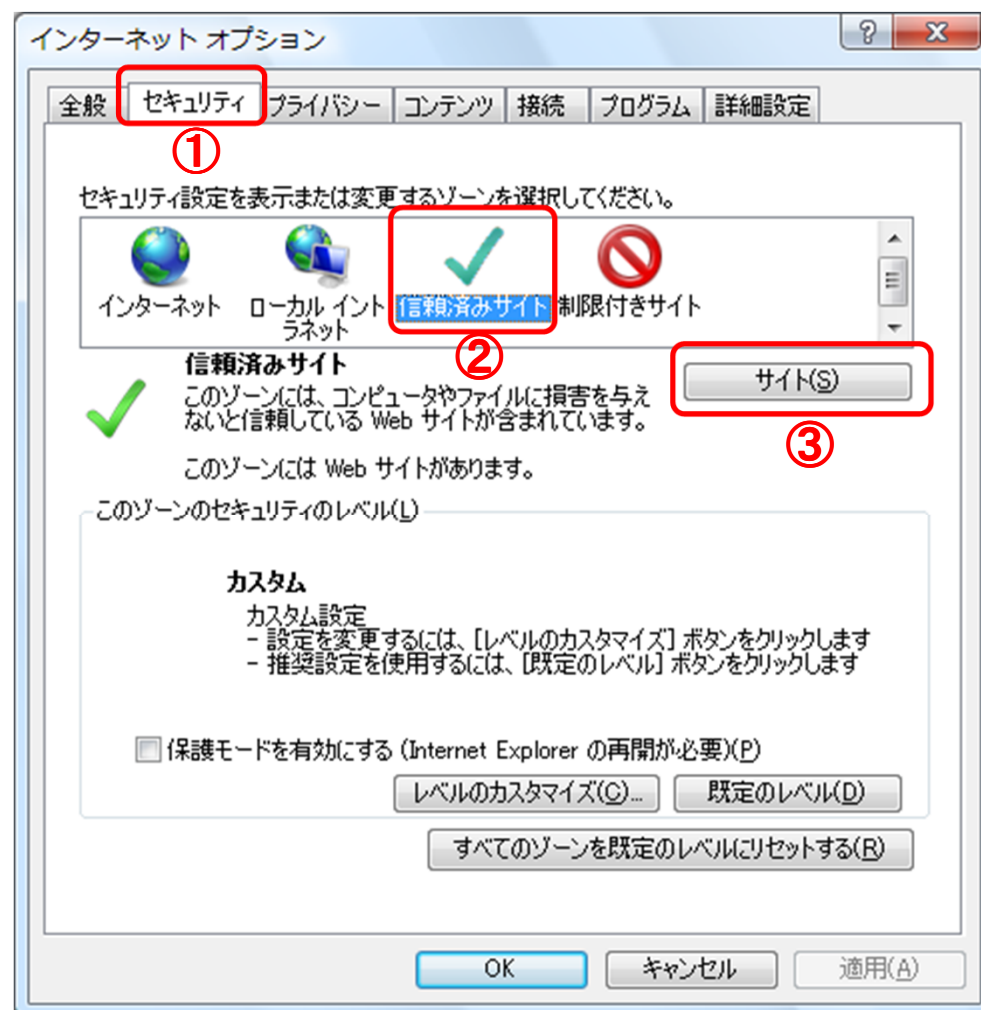 インターネット オプション
全般 セキュリティ プライバシー コンテンツ 接続 プログラム 詳細設定
①
セキュリティ設定を表示または変更するゾーンを選択してください。
インターネット
ローカル イント
ラネット
信頼済みサイト
制限付きサイト
②
信頼済みサイト
サイト(S)
③
このゾーンには、コンピュータやファイルに損害を与え
ないと信頼している Web サイトが含まれています。
このゾーンには Web サイトがあります。
このゾーンのセキュリティのレベル(L)
カスタム
カスタム設定
- 設定を変更するには、[レベルのカスタマイズ] ボタンをクリックします
- 推奨設定を使用するには、[既定のレベル] ボタンをクリックします
保護モードを有効にする (Internet Explorer の再開が必要)(P)
レベルのカスタマイズ(C)... 既定のレベル(D)
すべてのゾーンを既定のレベルにリセットする(R)
OK キャンセル 適用(A)